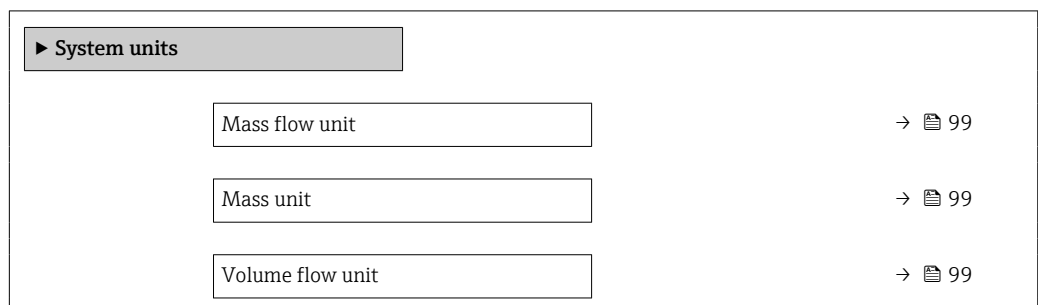 ▶ System units
Mass flow unit → 99
Mass unit → 99
Volume flow unit → 99